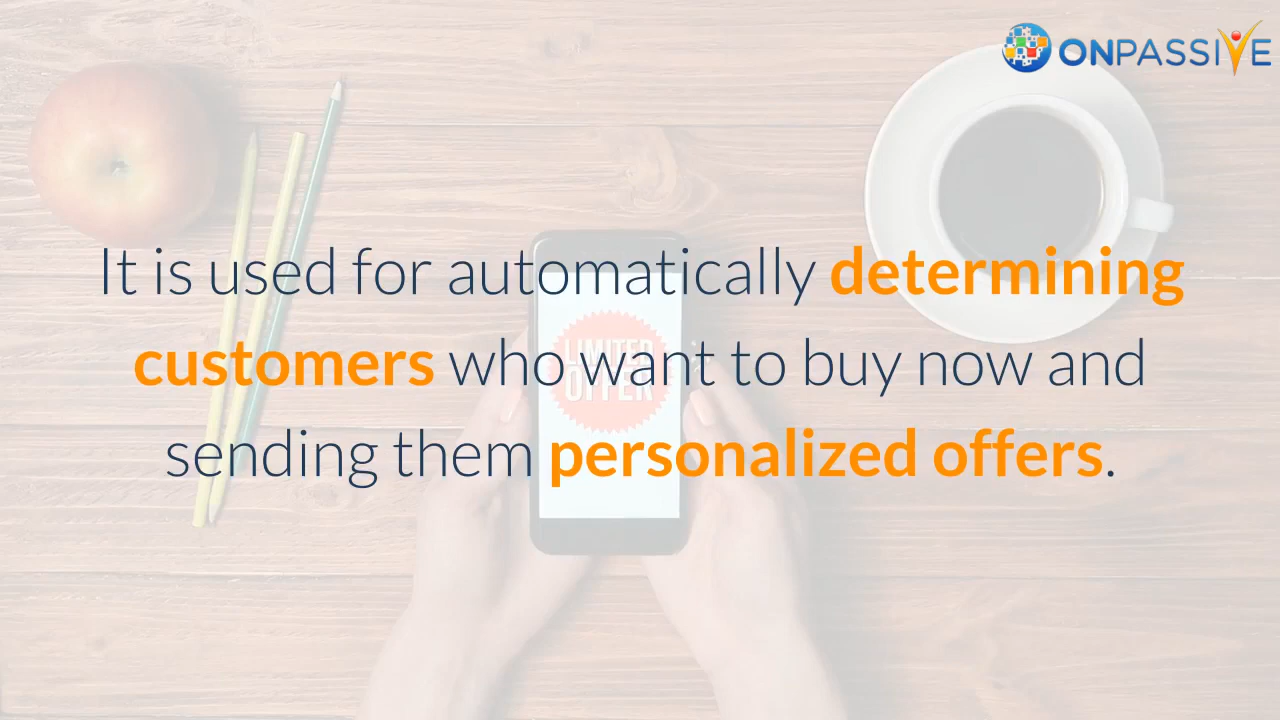 ONPASSIVE
It is used for automatically determining
customers who want to buy now and
sending them personalized offers.
LIMITED
OFFER